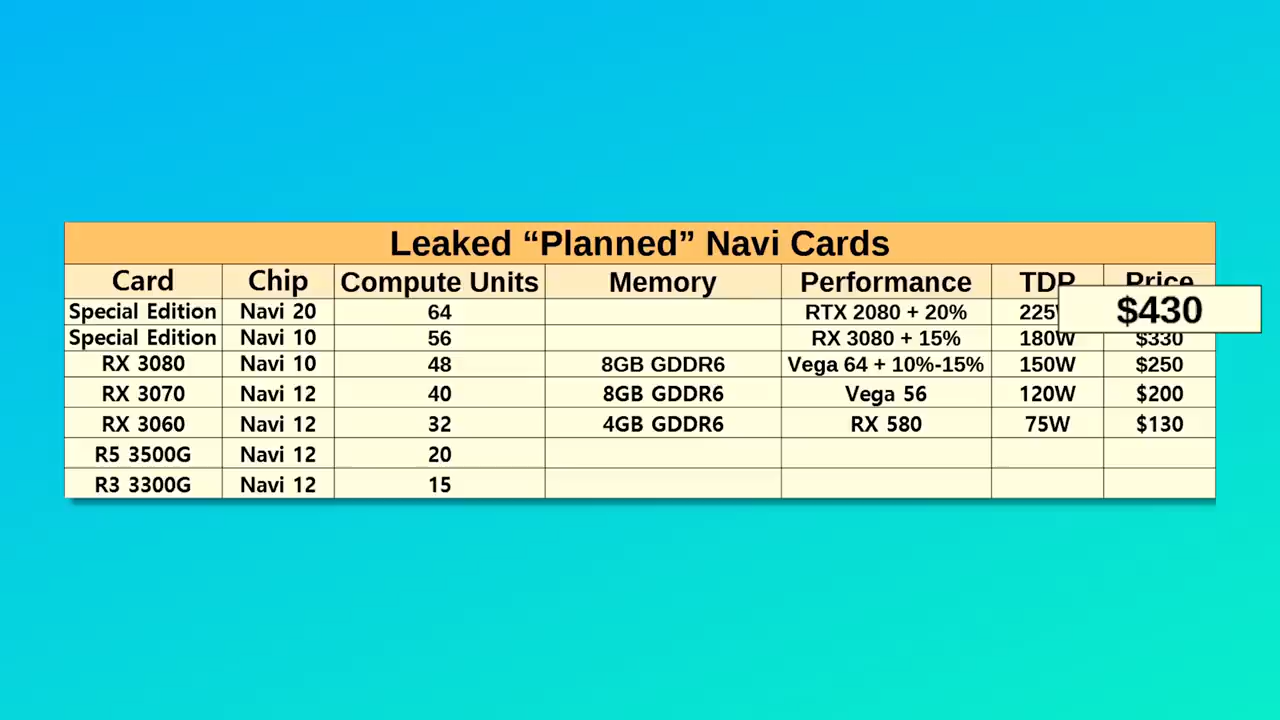 Leaked “Planned” Navi Cards
Card Chip Compute Units Memory Performance TDP Price
Special Edition Navi 20 64 RTX 2080 + 20% 225W $430
Special Edition Navi 10 56 RX 3080 + 15% 180W $330
RX 3080 Navi 10 48 8GB GDDR6 Vega 64 + 10%-15% 150W $250
RX 3070 Navi 12 40 8GB GDDR6 Vega 56 120W $200
RX 3060 Navi 12 32 4GB GDDR6 RX 580 75W $130
R5 3500G Navi 12 20
R3 3300G Navi 12 15